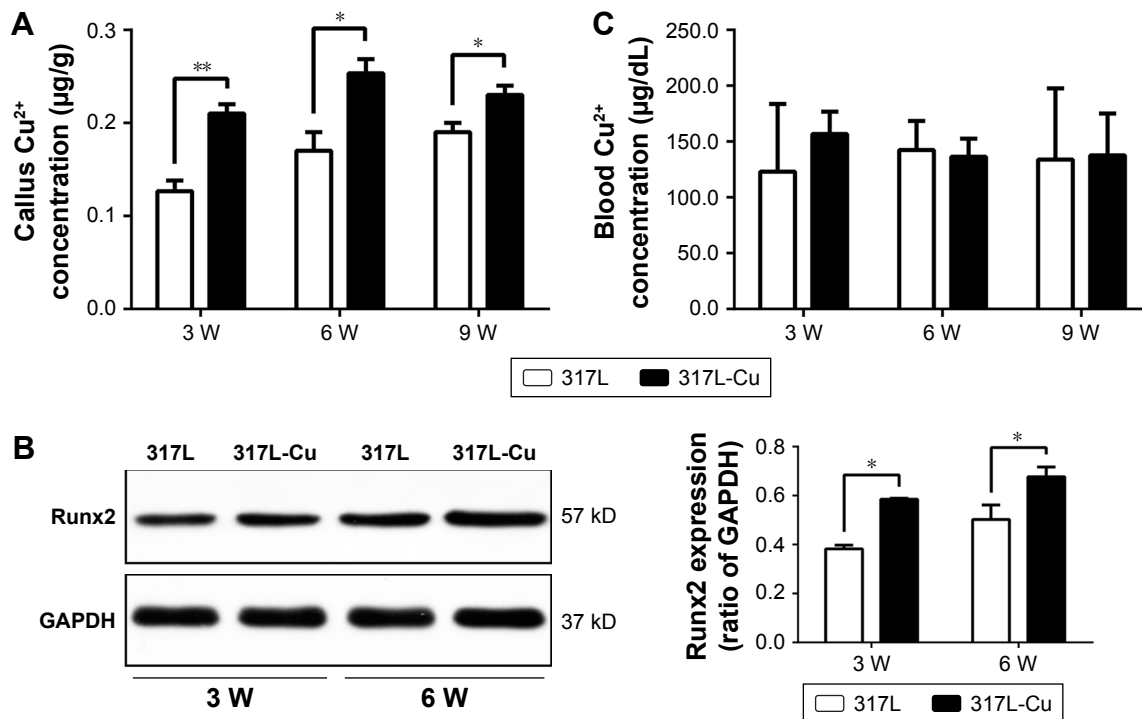 A
Callus Cu²⁺
concentration (µg/g)
0.3
0.2
0.1
0.0
**
*
*
3 W
6 W
9 W
C
Blood Cu²⁺
concentration (µg/dL)
250.0
200.0
150.0
100.0
50.0
0.0
3 W
6 W
9 W
317L
317L-Cu
B
317L
317L-Cu
317L
317L-Cu
Runx2
57 kD
GAPDH
37 kD
3 W
6 W
Runx2 expression
(ratio of GAPDH)
0.8
0.6
0.4
0.2
0.0
*
*
3 W
6 W
317L
317L-Cu